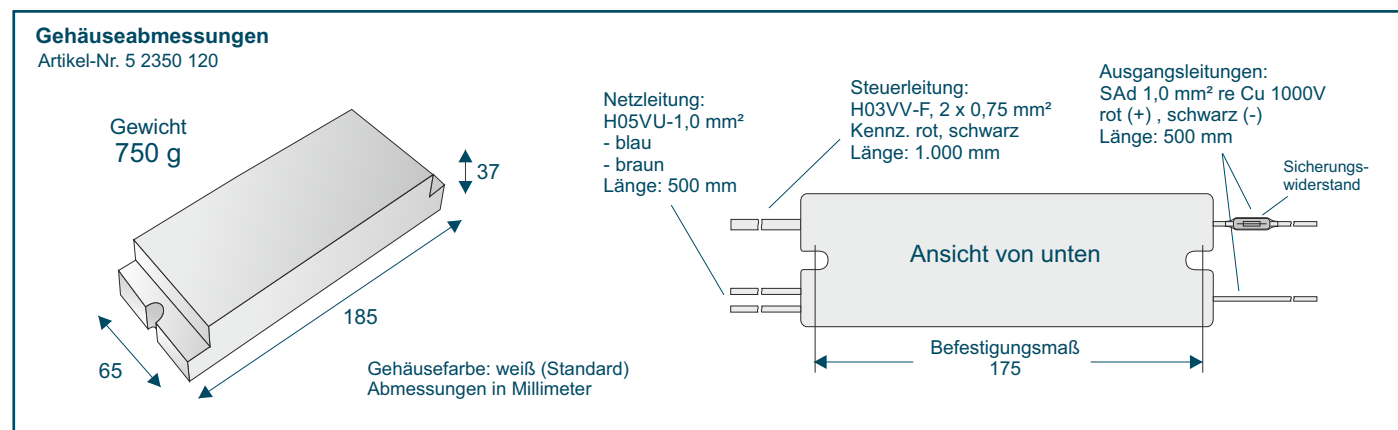 Gehäuseabmessungen
Artikel-Nr. 5 2350 120
Gewicht
750 g
37
185
65
Gehäusefarbe: weiß (Standard)
Abmessungen in Millimeter
Netzleitung:
H05VU-1,0 mm²
- blau
- braun
Länge: 500 mm
Steuerleitung:
H03VV-F, 2 x 0,75 mm²
Kennz. rot, schwarz
Länge: 1.000 mm
Ausgangsleitungen:
SAd 1,0 mm² re Cu 1000V
rot (+) , schwarz (-)
Länge: 500 mm
Sicherungs-
widerstand
Ansicht von unten
Befestigungsmaß
175